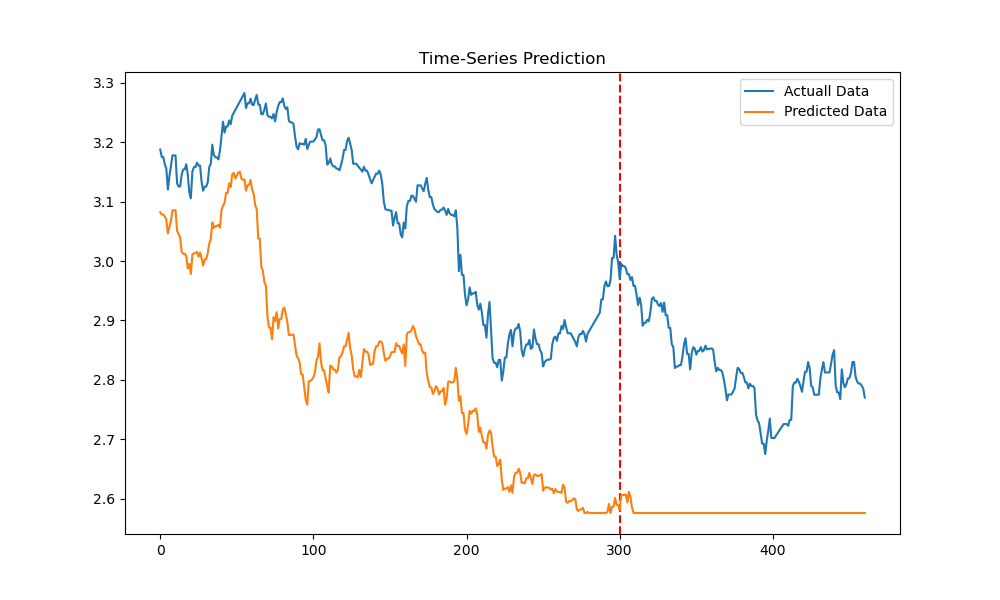 Time-Series Prediction
Actuall Data
Predicted Data
3.3
3.2
3.1
3.0
2.9
2.8
2.7
2.6
0 100 200 300 400